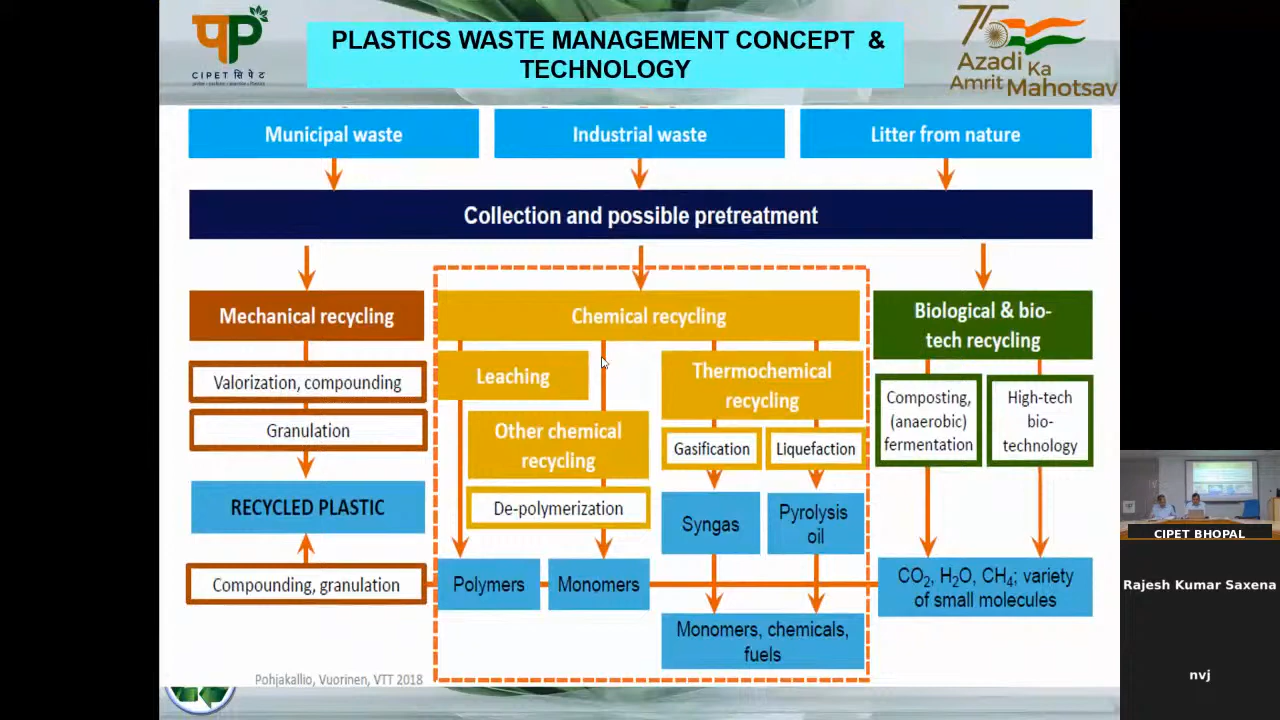 PLASTICS WASTE MANAGEMENT CONCEPT &
TECHNOLOGY
CIPET सिपेट
75
Azadi Ka
Amrit Mahotsav
Municipal waste
Industrial waste
Litter from nature
Collection and possible pretreatment
Mechanical recycling
Chemical recycling
Biological & bio-
tech recycling
Valorization, compounding
Granulation
RECYCLED PLASTIC
Compounding, granulation
Leaching
Other chemical
recycling
De-polymerization
Polymers
Monomers
Thermochemical
recycling
Gasification
Liquefaction
Syngas
Pyrolysis
oil
Monomers, chemicals,
fuels
Composting,
(anaerobic)
fermentation
High-tech
bio-
technology
CO₂, H₂O, CH₄; variety
of small molecules
Pohjakallio, Vuorinen, VTT 2018
CIPET BHOPAL
Rajesh Kumar Saxena
nvj